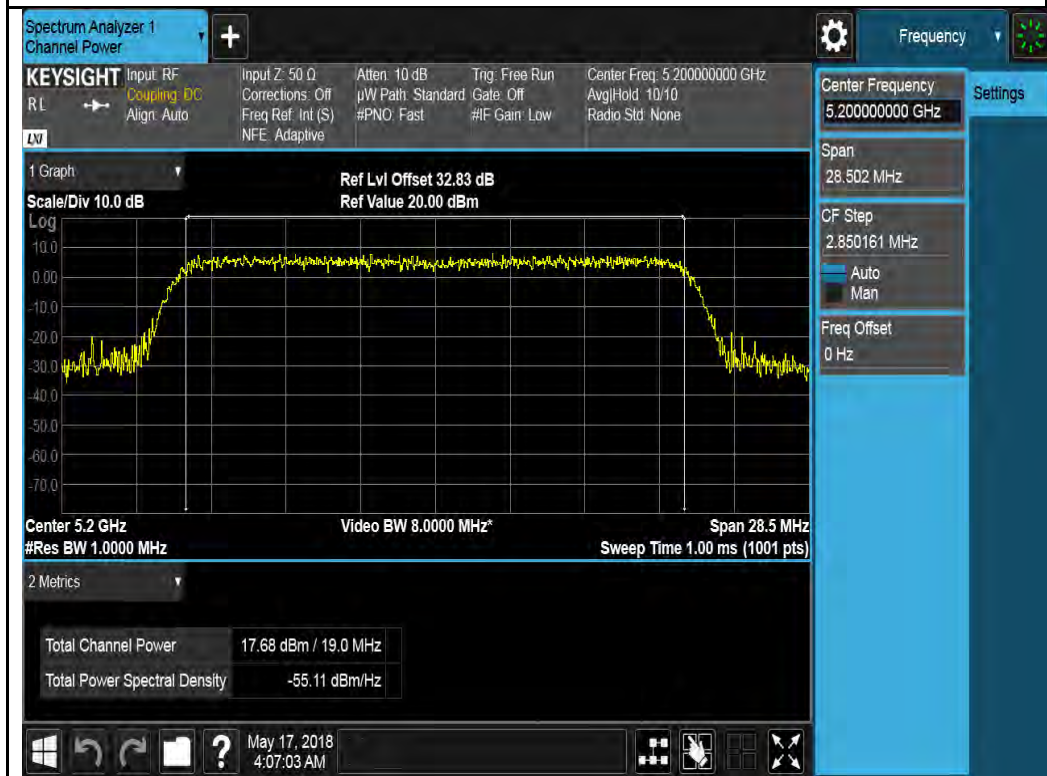 Spectrum Analyzer 1
Channel Power
+
Frequency
KEYSIGHT
RL
LXI
Input: RF
Coupling: DC
Align: Auto
Input Z: 50 Ω
Corrections: Off
Freq Ref: Int (S)
NFE: Adaptive
Atten: 10 dB
µW Path: Standard
#PNO: Fast
Trig: Free Run
Gate: Off
#IF Gain: Low
Center Freq: 5.200000000 GHz
Avg|Hold: 10/10
Radio Std: None
Center Frequency
5.200000000 GHz
Settings
Span
28.502 MHz
CF Step
2.850161 MHz
Auto
Man
Freq Offset
0 Hz
1 Graph
Scale/Div 10.0 dB
Ref Lvl Offset 32.83 dB
Ref Value 20.00 dBm
Log
10.0
0.00
-10.0
-20.0
-30.0
-40.0
-50.0
-60.0
-70.0
Center 5.2 GHz
#Res BW 1.0000 MHz
Video BW 8.0000 MHz*
Span 28.5 MHz
Sweep Time 1.00 ms (1001 pts)
2 Metrics
Total Channel Power 17.68 dBm / 19.0 MHz
Total Power Spectral Density -55.11 dBm/Hz
?
May 17, 2018
4:07:03 AM